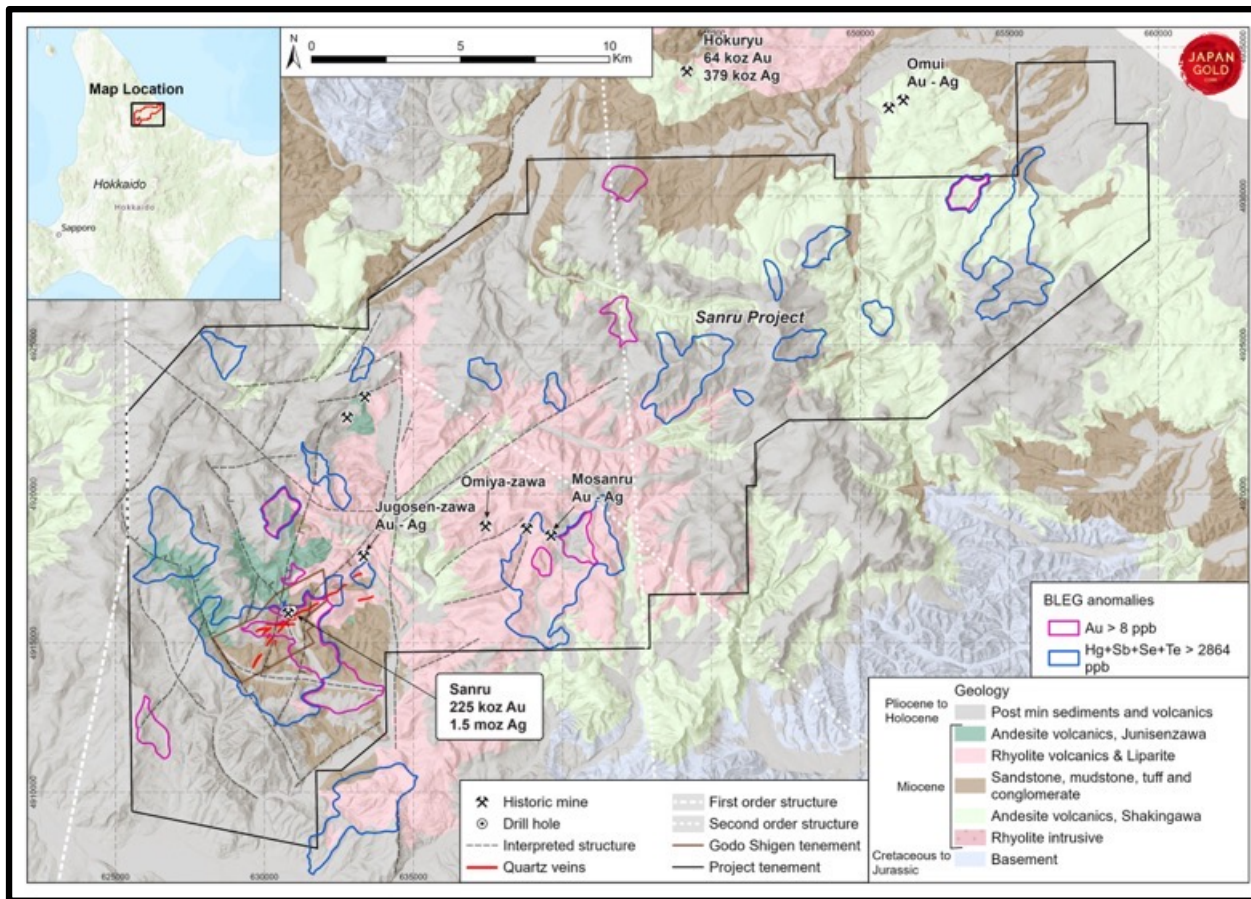 Map Location
Hokkaido
HOKKAIDO
Sapporo
N
0 5 10
Km
Hokuryu
64 koz Au
379 koz Ag
Omui
Au - Ag
JAPAN
GOLD
CORP
650000
655000
660000
4930000
4925000
4920000
4915000
4910000
Sanru Project
Omiya-zawa
Mosanru
Au - Ag
Jugosen-zawa
Au - Ag
Sanru
225 koz Au
1.5 moz Ag
625000
630000
635000
BLEG anomalies
Au > 8 ppb
Hg+Sb+Se+Te > 2864
ppb
Historic mine
Drill hole
Interpreted structure
Quartz veins
First order structure
Second order structure
Godo Shigen tenement
Project tenement
Geology
Pliocene to
Holocene
Post min sediments and volcanics
Miocene
Andesite volcanics, Junisenzawa
Rhyolite volcanics & Liparite
Sandstone, mudstone, tuff and
conglomerate
Andesite volcanics, Shakingawa
Rhyolite intrusive
Cretaceous to
Jurassic
Basement